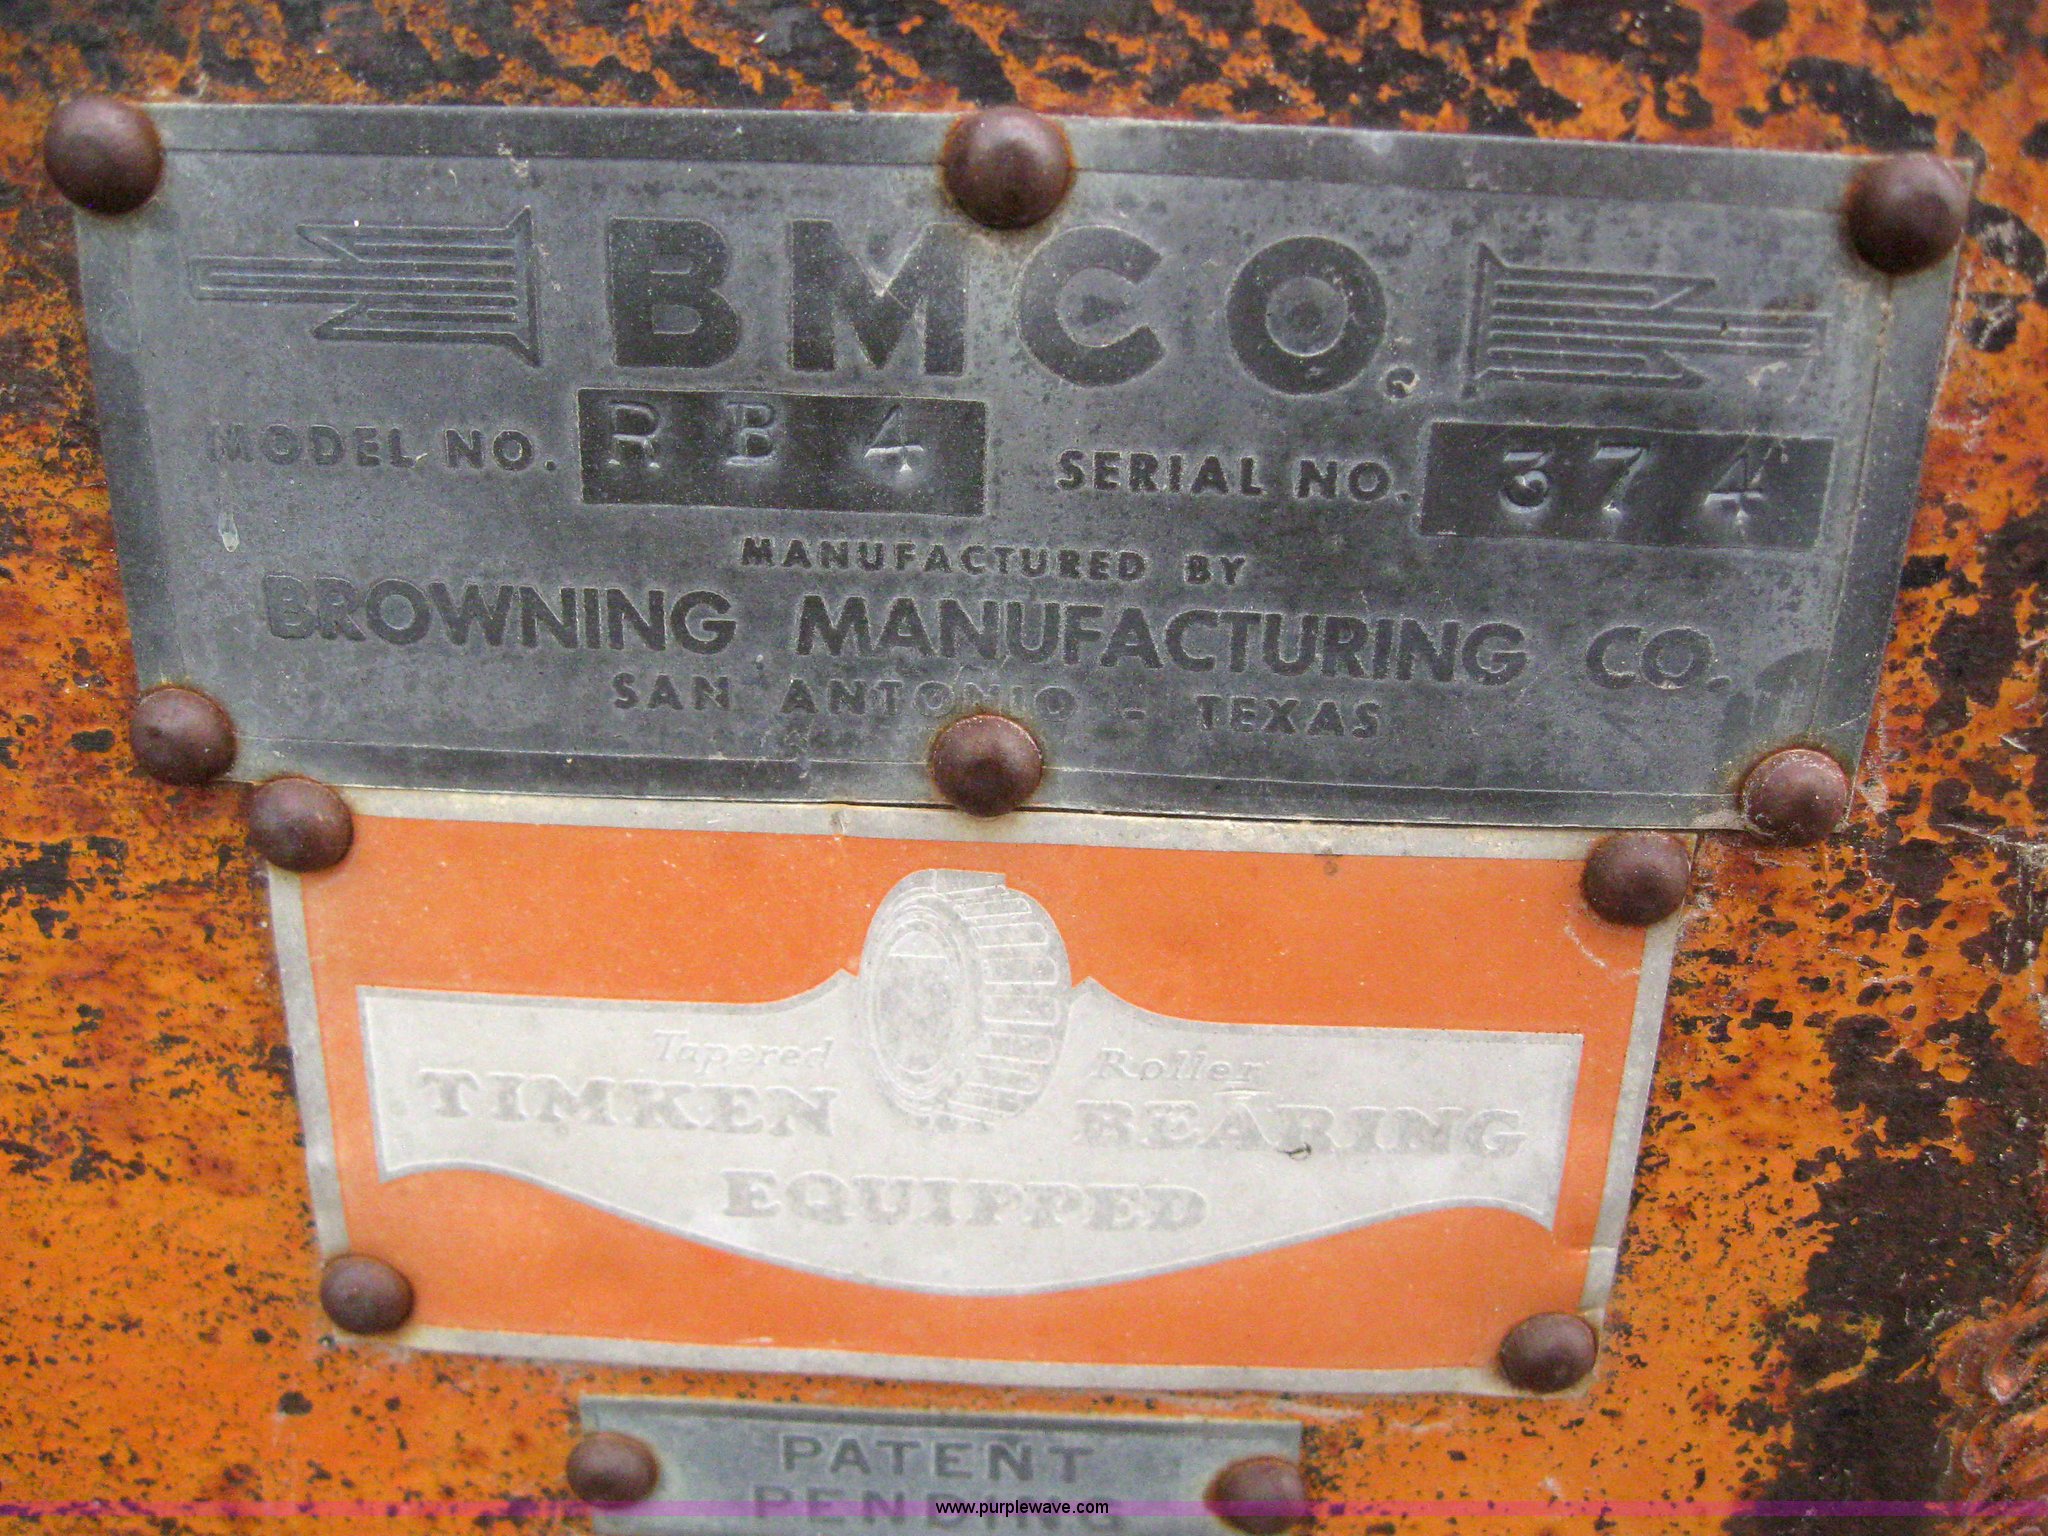 BMCO.
MODEL NO. RB4 SERIAL NO. 374
MANUFACTURED BY
BROWNING MANUFACTURING CO.
SAN ANTONIO - TEXAS
Tapered Roller
TIMKEN BEARING
EQUIPPED
PATENT
PENDING
www.purplewave.com